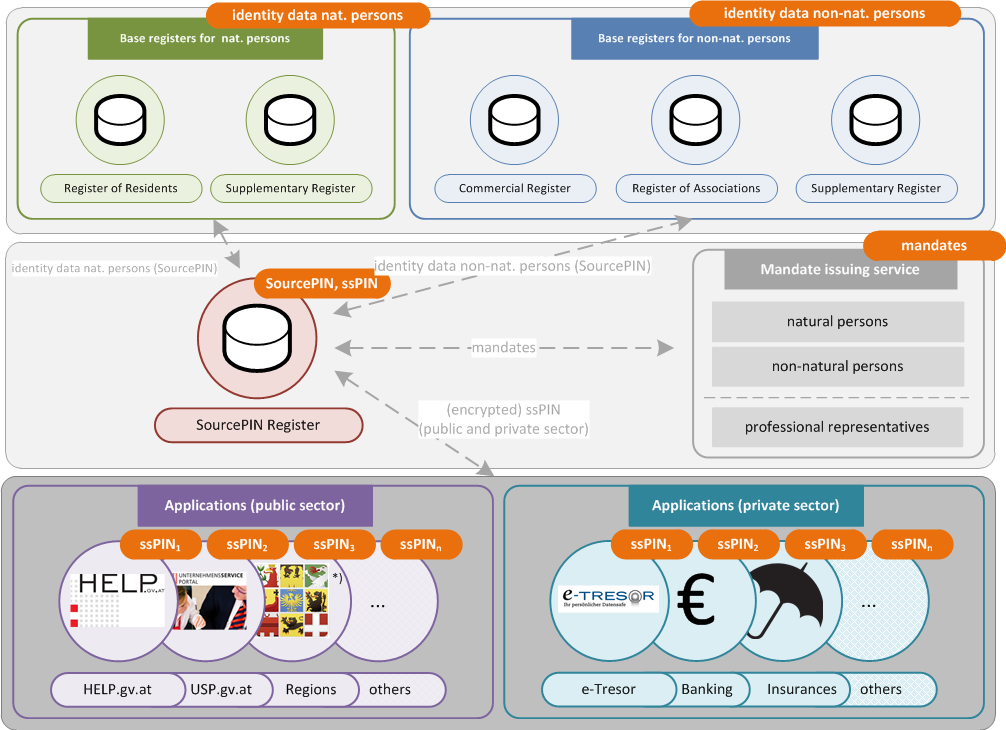 identity data nat. persons
identity data non-nat. persons
Base registers for nat. persons
Base registers for non-nat. persons
Register of Residents
Supplementary Register
Commercial Register
Register of Associations
Supplementary Register
mandates
identity data nat. persons (SourcePIN)
identity data non-nat. persons (SourcePIN)
SourcePIN, ssPIN
Mandate issuing service
natural persons
mandates
non-natural persons
(encrypted) ssPIN
(public and private sector)
SourcePIN Register
professional representatives
Applications (public sector)
ssPIN1
ssPIN2
ssPIN3
ssPINn
HELP.GV.AT
UNTERNEHMENSSERVICE
PORTAL
*)
...
HELP.gv.at
USP.gv.at
Regions
others
Applications (private sector)
ssPIN1
ssPIN2
ssPIN3
ssPINn
e-TRESOR
Ihr persönlicher Datensafe
€
...
e-Tresor
Banking
Insurances
others